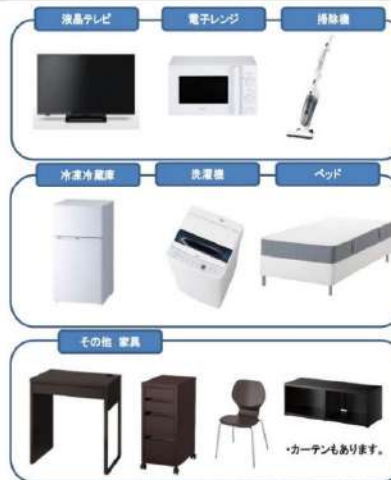 液晶テレビ
電子レンジ
掃除機
冷凍冷蔵庫
洗濯機
ベッド
その他 家具
・カーテンもあります。